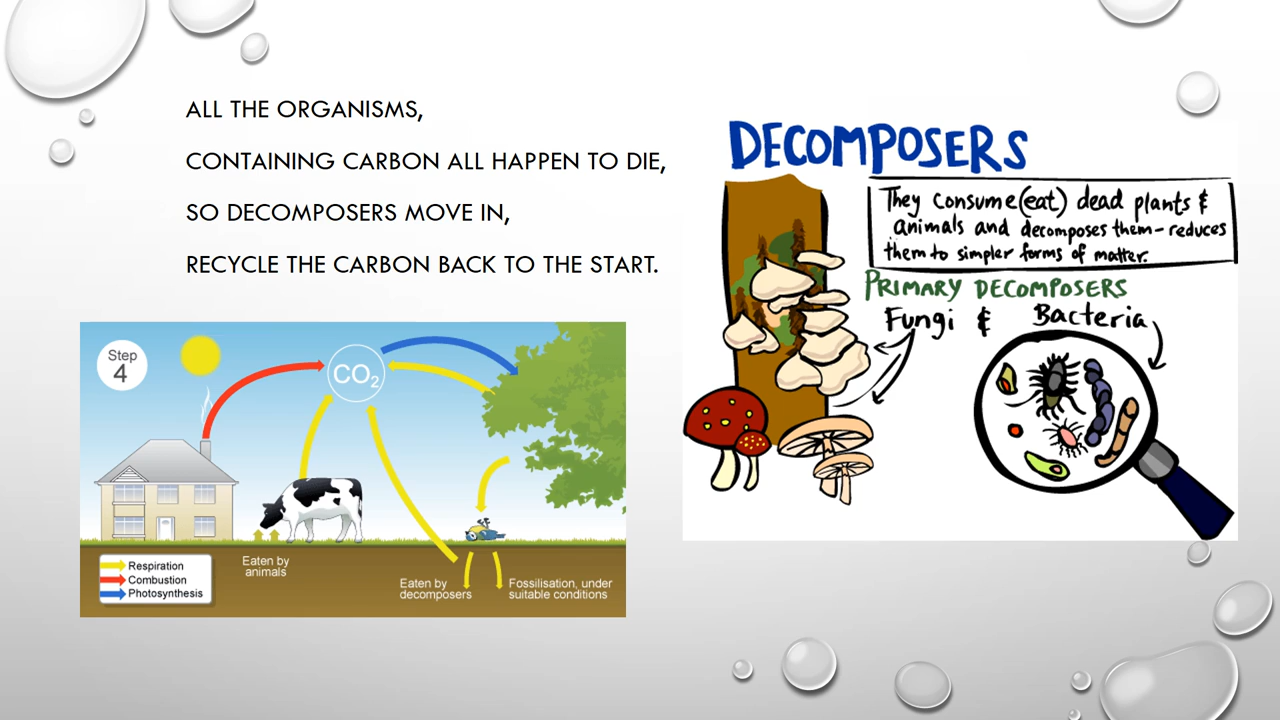 ALL THE ORGANISMS,
CONTAINING CARBON ALL HAPPEN TO DIE,
SO DECOMPOSERS MOVE IN,
RECYCLE THE CARBON BACK TO THE START.
Step
4
CO₂
Respiration
Combustion
Photosynthesis
Eaten by
animals
Eaten by
decomposers
Fossilisation, under
suitable conditions
DECOMPOSERS
They consume (eat) dead plants &
animals and decomposes them - reduces
them to simpler forms of matter.
PRIMARY DECOMPOSERS
Fungi & Bacteria